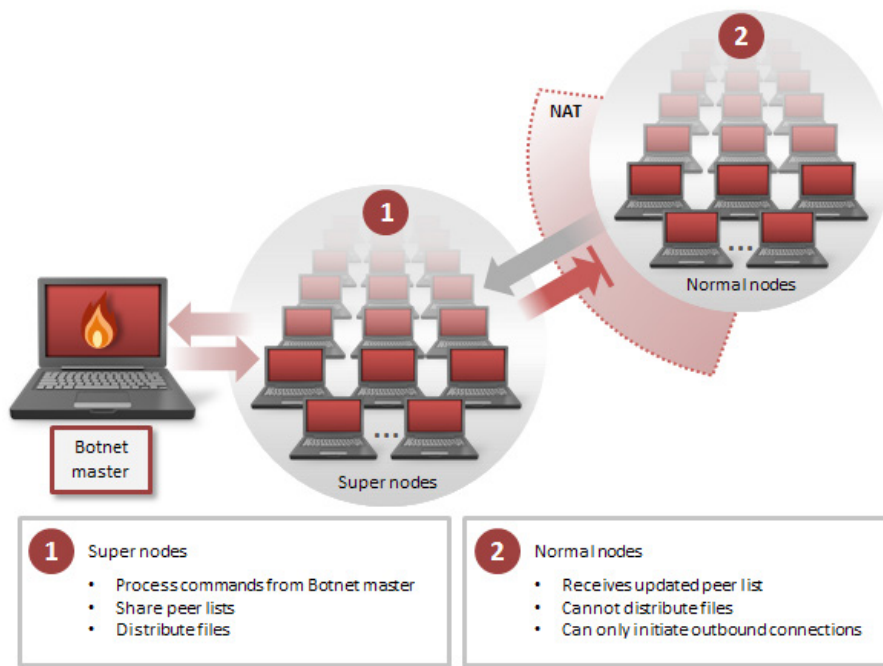 2
NAT
1
...
Normal nodes
...
Super nodes
Botnet
master
1
Super nodes
• Process commands from Botnet master
• Share peer lists
• Distribute files
2
Normal nodes
• Receives updated peer list
• Cannot distribute files
• Can only initiate outbound connections